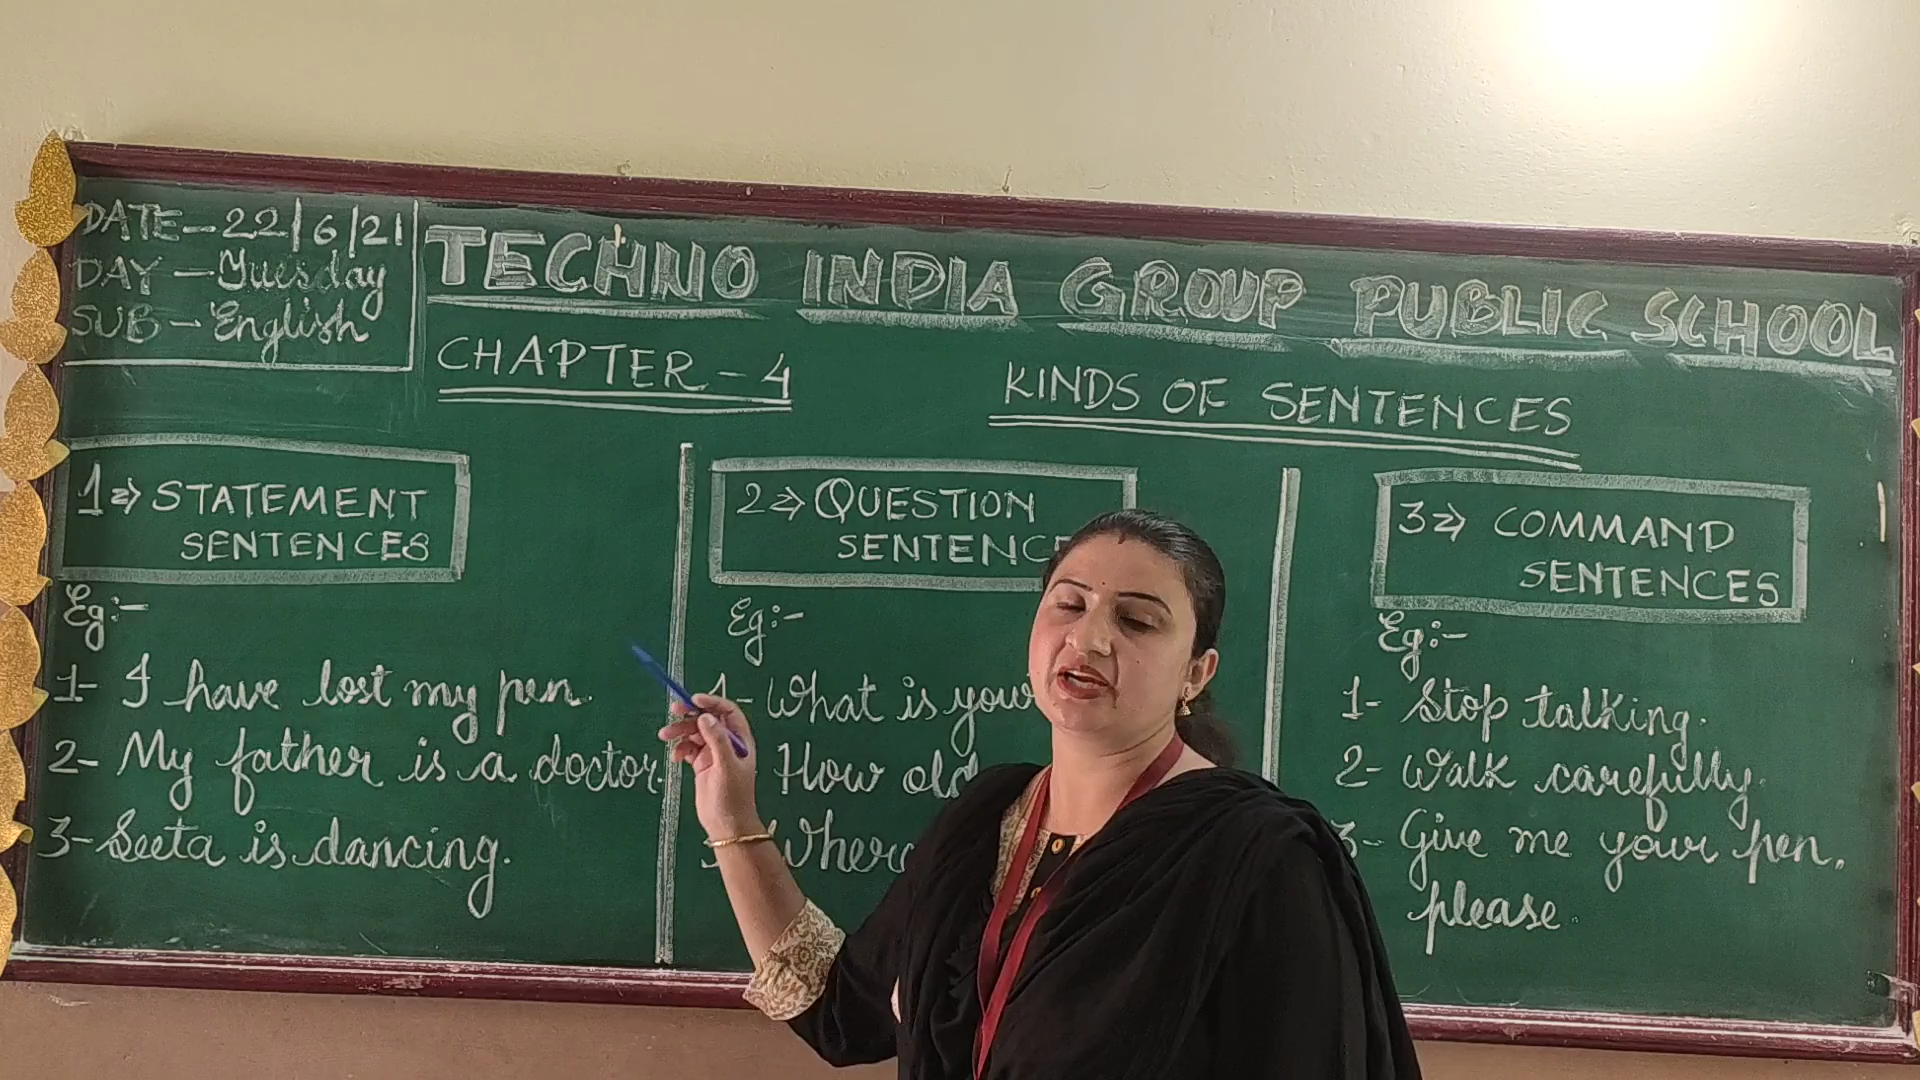 DATE - 22/6/21
DAY - Tuesday
SUB - English
TECHNO INDIA GROUP PUBLIC SCHOOL
CHAPTER - 4
KINDS OF SENTENCES
1⇒ STATEMENT
SENTENCES
Eg:-
1- I have lost my pen.
2- My father is a doctor.
3- Seeta is dancing.
2⇒ QUESTION
Eg:-
1- What is
How old
3⇒ COMMAND
SENTENCES
Eg:-
1- Stop talking.
2- Walk carefully.
3- Give me your pen,
please.